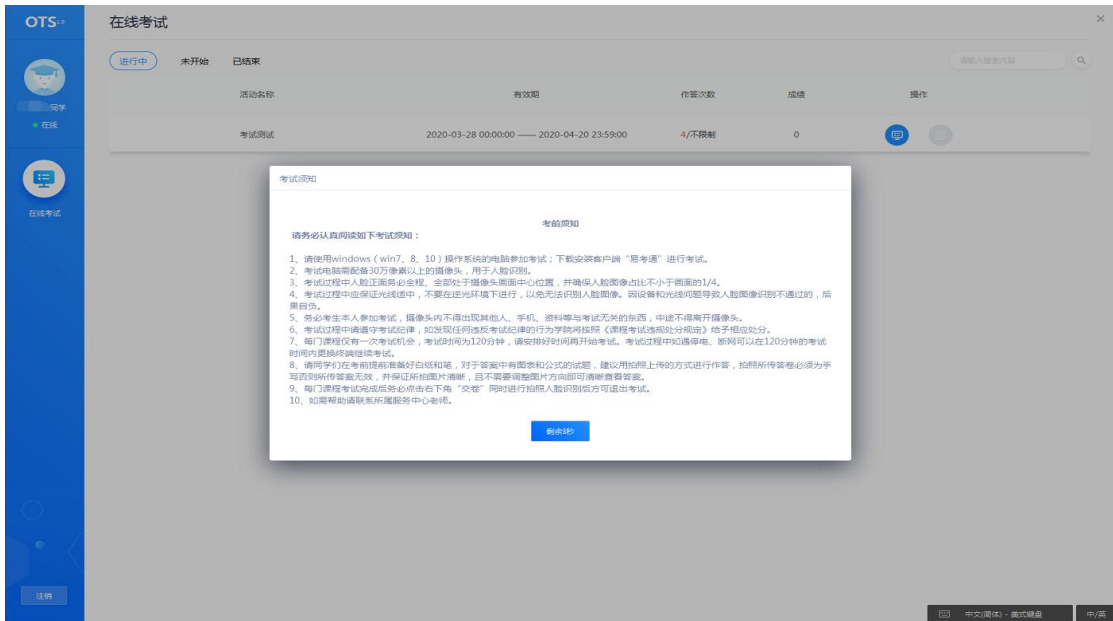 OTS
在线考试
×
进行中 未开始 已结束
请输入搜索内容
活动名称 有效期 作答次数 成绩 操作
同学
在线
考试测试 2020-03-28 00:00:00 —— 2020-04-20 23:59:00 4/不限制 0
考试须知
在线考试
考前须知
请务必认真阅读如下考试须知：
1、请使用windows（win7、8、10）操作系统的电脑参加考试；下载安装客户端“易考通”进行考试。
2、考试电脑需配备30万像素以上的摄像头，用于人脸识别。
3、考试过程中人脸正面务必全程、全部处于摄像头画面中心位置，并确保人脸图像占比不小于画面的1/4。
4、考试过程中应保证光线适中，不要在逆光环境下进行，以免无法识别人脸图像。因设备和光线问题导致人脸图像识别不通过的，后
果自负。
5、务必考生本人参加考试，摄像头内不得出现其他人、手机、资料等与考试无关的东西，中途不得离开摄像头。
6、考试过程中请遵守考试纪律，如发现任何违反考试纪律的行为学院将按照《课程考试违规处分规定》给予相应处分。
7、每门课程仅有一次考试机会，考试时间为120分钟，请安排好时间再开始考试。考试过程中如遇停电、断网可以在120分钟的考试
时间内更换终端继续考试。
8、请同学们在考前提前准备好白纸和笔，对于答案中有图表和公式的试题，建议用拍照上传的方式进行作答，拍照所传答卷必须为手
写否则所传答案无效，并保证所拍图片清晰，且不需要调整图片方向即可清晰查看答案。
9、每门课程考试完成后务必点击右下角“交卷”同时进行拍照人脸识别后方可退出考试。
10、如需帮助请联系所属服务中心老师。
剩余8秒
注销
中文(简体) - 美式键盘 中/英